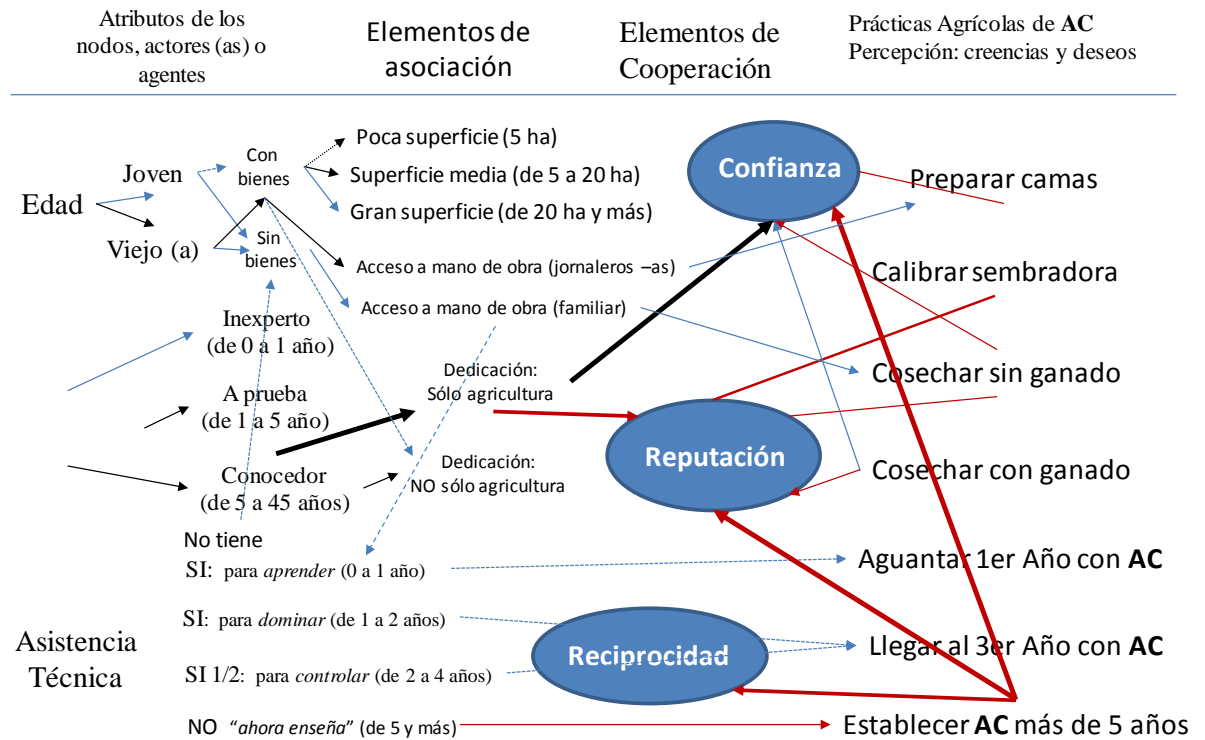 Atributos de los
nodos, actores (as) o
agentes
Elementos de
asociación
Elementos de
Cooperación
Prácticas Agrícolas de AC
Percepción: creencias y deseos
Edad
Joven
Viejo (a)
Con
bienes
Sin
bienes
Poca superficie (5 ha)
Superficie media (de 5 a 20 ha)
Gran superficie (de 20 ha y más)
Acceso a mano de obra (jornaleros –as)
Acceso a mano de obra (familiar)
Inexperto
(de 0 a 1 año)
A prueba
(de 1 a 5 año)
Conocedor
(de 5 a 45 años)
Dedicación:
Sólo agricultura
Dedicación:
NO sólo agricultura
Confianza
Reputación
Reciprocidad
Preparar camas
Calibrar sembradora
Cosechar sin ganado
Cosechar con ganado
Aguantar 1er Año con AC
Llegar al 3er Año con AC
Establecer AC más de 5 años
Asistencia
Técnica
No tiene
SI: para aprender (0 a 1 año)
SI: para dominar (de 1 a 2 años)
SI 1/2: para controlar (de 2 a 4 años)
NO “ahora enseña” (de 5 y más)